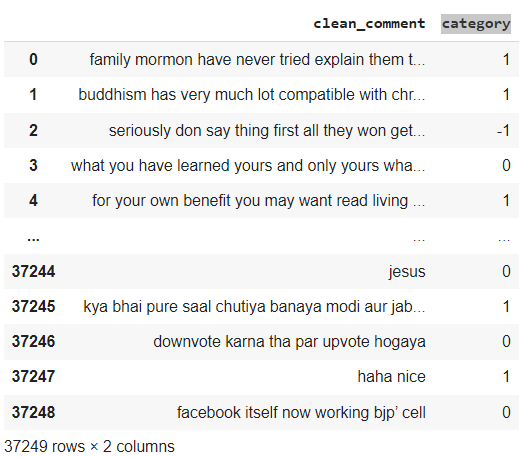 clean_comment category
0 family mormon have never tried explain them t... 1
1 buddhism has very much lot compatible with chr... 1
2 seriously don say thing first all they won get... -1
3 what you have learned yours and only yours wha... 0
4 for your own benefit you may want read living ... 1
... ... ...
37244 jesus 0
37245 kya bhai pure saal chutiya banaya modi aur jab... 1
37246 downvote karna tha par upvote hogaya 0
37247 haha nice 1
37248 facebook itself now working bjp’ cell 0
37249 rows × 2 columns